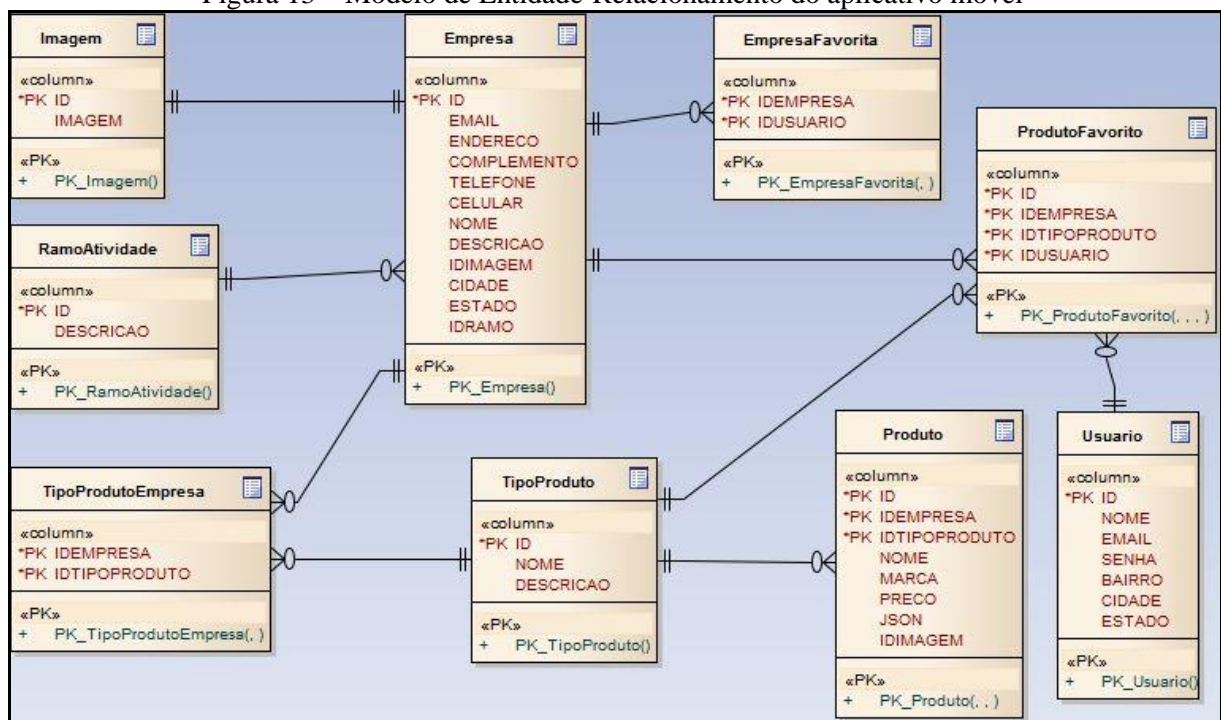 Figura 13 – Modelo de Entidade Relacionamento do aplicativo móvel
Imagem
«column»
*PK ID
IMAGEM
«PK»
+ PK_Imagem()
Empresa
«column»
*PK ID
EMAIL
ENDERECO
COMPLEMENTO
TELEFONE
CELULAR
NOME
DESCRICAO
IDIMAGEM
CIDADE
ESTADO
IDRAMO
«PK»
+ PK_Empresa()
EmpresaFavorita
«column»
*PK IDEMPRESA
*PK IDUSUARIO
«PK»
+ PK_EmpresaFavorita(, )
ProdutoFavorito
«column»
*PK ID
*PK IDEMPRESA
*PK IDTIPOPRODUTO
*PK IDUSUARIO
«PK»
+ PK_ProdutoFavorito(, , , )
RamoAtividade
«column»
*PK ID
DESCRICAO
«PK»
+ PK_RamoAtividade()
TipoProdutoEmpresa
«column»
*PK IDEMPRESA
*PK IDTIPOPRODUTO
«PK»
+ PK_TipoProdutoEmpresa(, )
TipoProduto
«column»
*PK ID
NOME
DESCRICAO
«PK»
+ PK_TipoProduto()
Produto
«column»
*PK ID
*PK IDEMPRESA
*PK IDTIPOPRODUTO
NOME
MARCA
PRECO
JSON
IDIMAGEM
«PK»
+ PK_Produto(, , )
Usuario
«column»
*PK ID
NOME
EMAIL
SENHA
BAIRRO
CIDADE
ESTADO
«PK»
+ PK_Usuario()